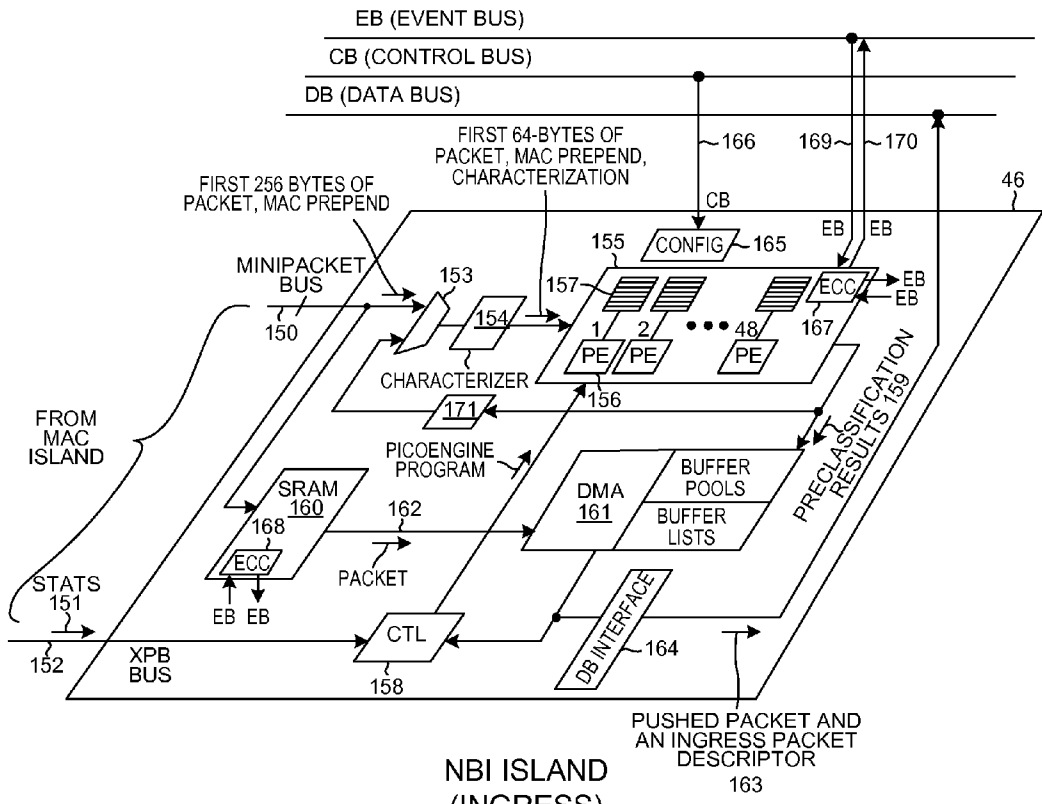 EB (EVENT BUS)
CB (CONTROL BUS)
DB (DATA BUS)
FIRST 64-BYTES OF
PACKET, MAC PREPEND,
CHARACTERIZATION
166
169
170
FIRST 256 BYTES OF
PACKET, MAC PREPEND
46
CB
EB
EB
CONFIG
165
155
MINIPACKET
BUS
153
150
154
157
ECC
EB
EB
167
1
2
48
PE
PE
PE
156
CHARACTERIZER
171
FROM
MAC
ISLAND
PICOENGINE
PROGRAM
PRECLASSIFICATION
RESULTS 159
SRAM
160
168
ECC
EB
EB
162
PACKET
DMA
161
BUFFER
POOLS
BUFFER
LISTS
STATS
151
152
XPB
BUS
CTL
158
DB INTERFACE
164
PUSHED PACKET AND
AN INGRESS PACKET
DESCRIPTOR
163
NBI ISLAND
(INGRESS)